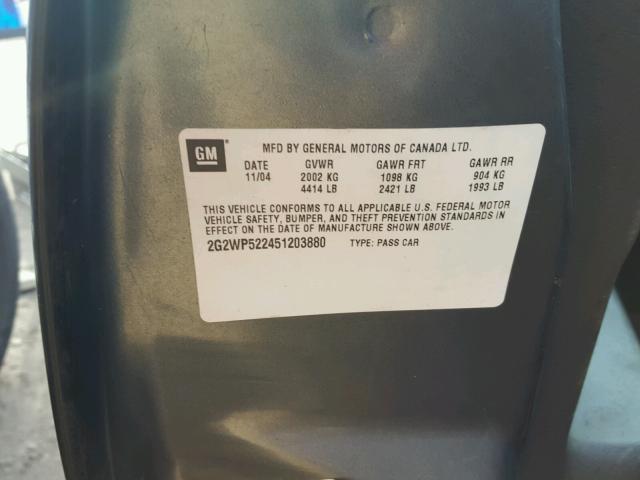 GM
MFD BY GENERAL MOTORS OF CANADA LTD.
DATE GVWR GAWR FRT GAWR RR
11/04 2002 KG 1098 KG 904 KG
4414 LB 2421 LB 1993 LB
THIS VEHICLE CONFORMS TO ALL APPLICABLE U.S. FEDERAL MOTOR
VEHICLE SAFETY, BUMPER, AND THEFT PREVENTION STANDARDS IN
EFFECT ON THE DATE OF MANUFACTURE SHOWN ABOVE.
2G2WP522451203880 TYPE: PASS CAR